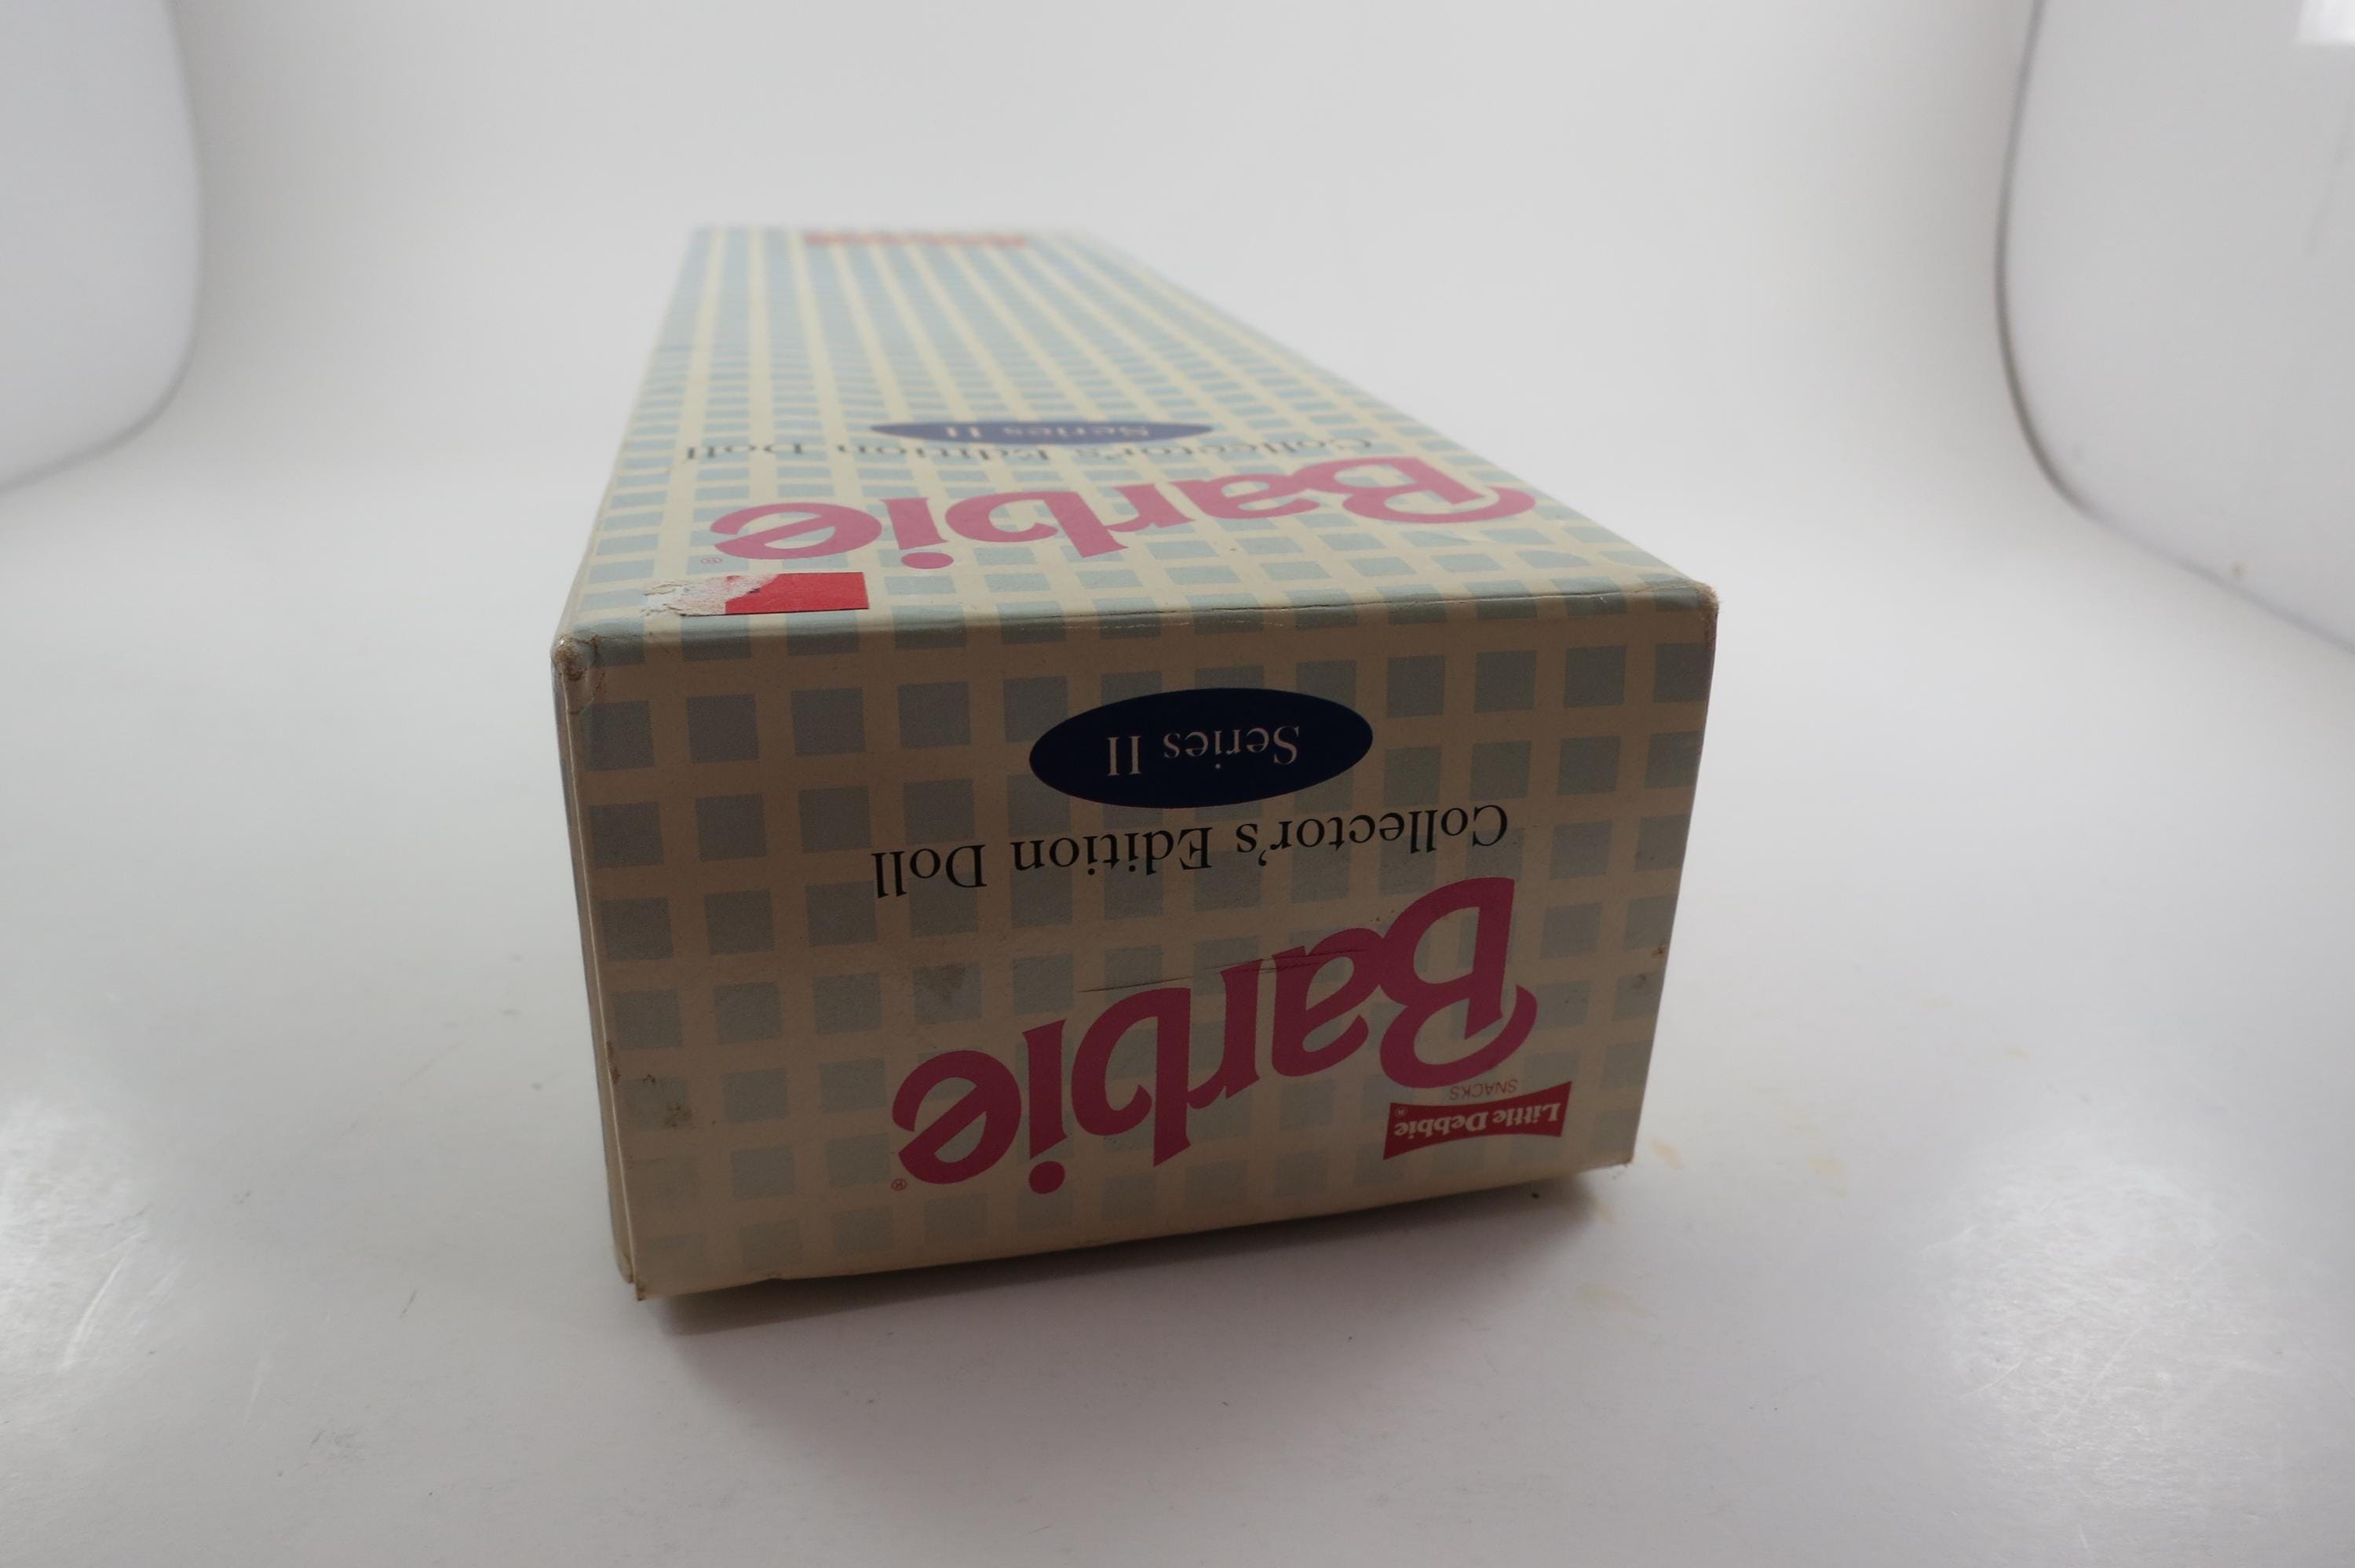 Little Debbie®
SNACKS
Barbie®
Collector's Edition Doll
Series II
Barbie®
Collector's Edition Doll
Series II